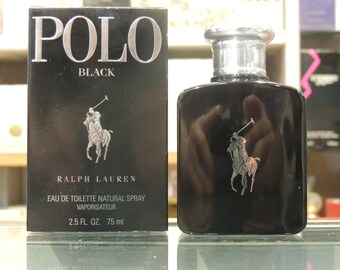 POLO
BLACK
RALPH LAUREN
EAU DE TOILETTE NATURAL SPRAY
VAPORISATEUR
2.5 FL. OZ. 75 ml